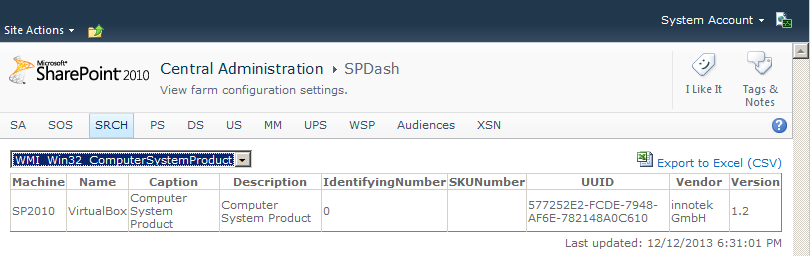 System Account
Site Actions
Microsoft®
SharePoint® 2010
Central Administration ▸ SPDash
View farm configuration settings.
I Like It
Tags &
Notes
SA SOS SRCH PS DS US MM UPS WSP Audiences XSN
WMI_Win32_ComputerSystemProduct
Export to Excel (CSV)
Machine Name Caption Description IdentifyingNumber SKUNumber UUID Vendor Version
SP2010 VirtualBox Computer System Product Computer System Product 0 577252E2-FCDE-7948-AF6E-782148A0C610 innotek GmbH 1.2
Last updated: 12/12/2013 6:31:01 PM